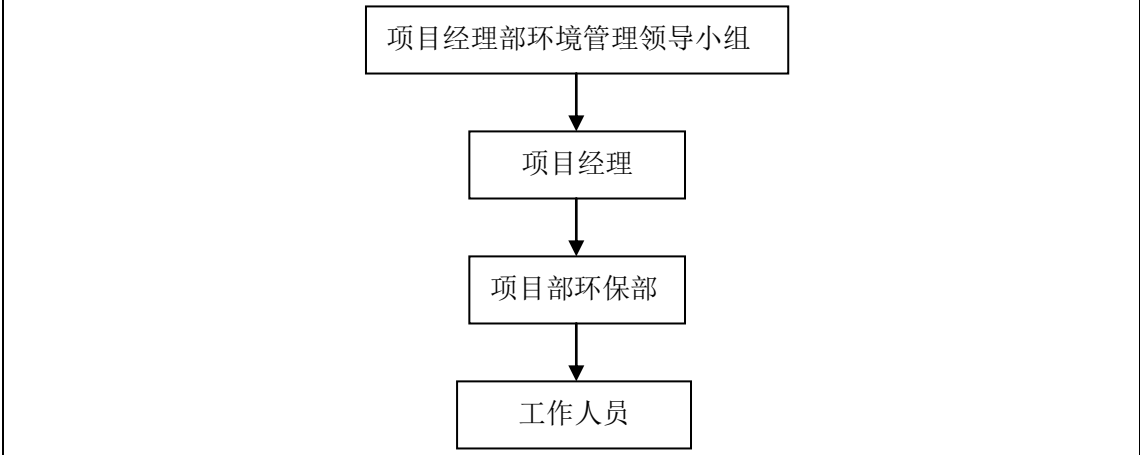 项目经理部环境管理领导小组
项目经理
项目部环保部
工作人员